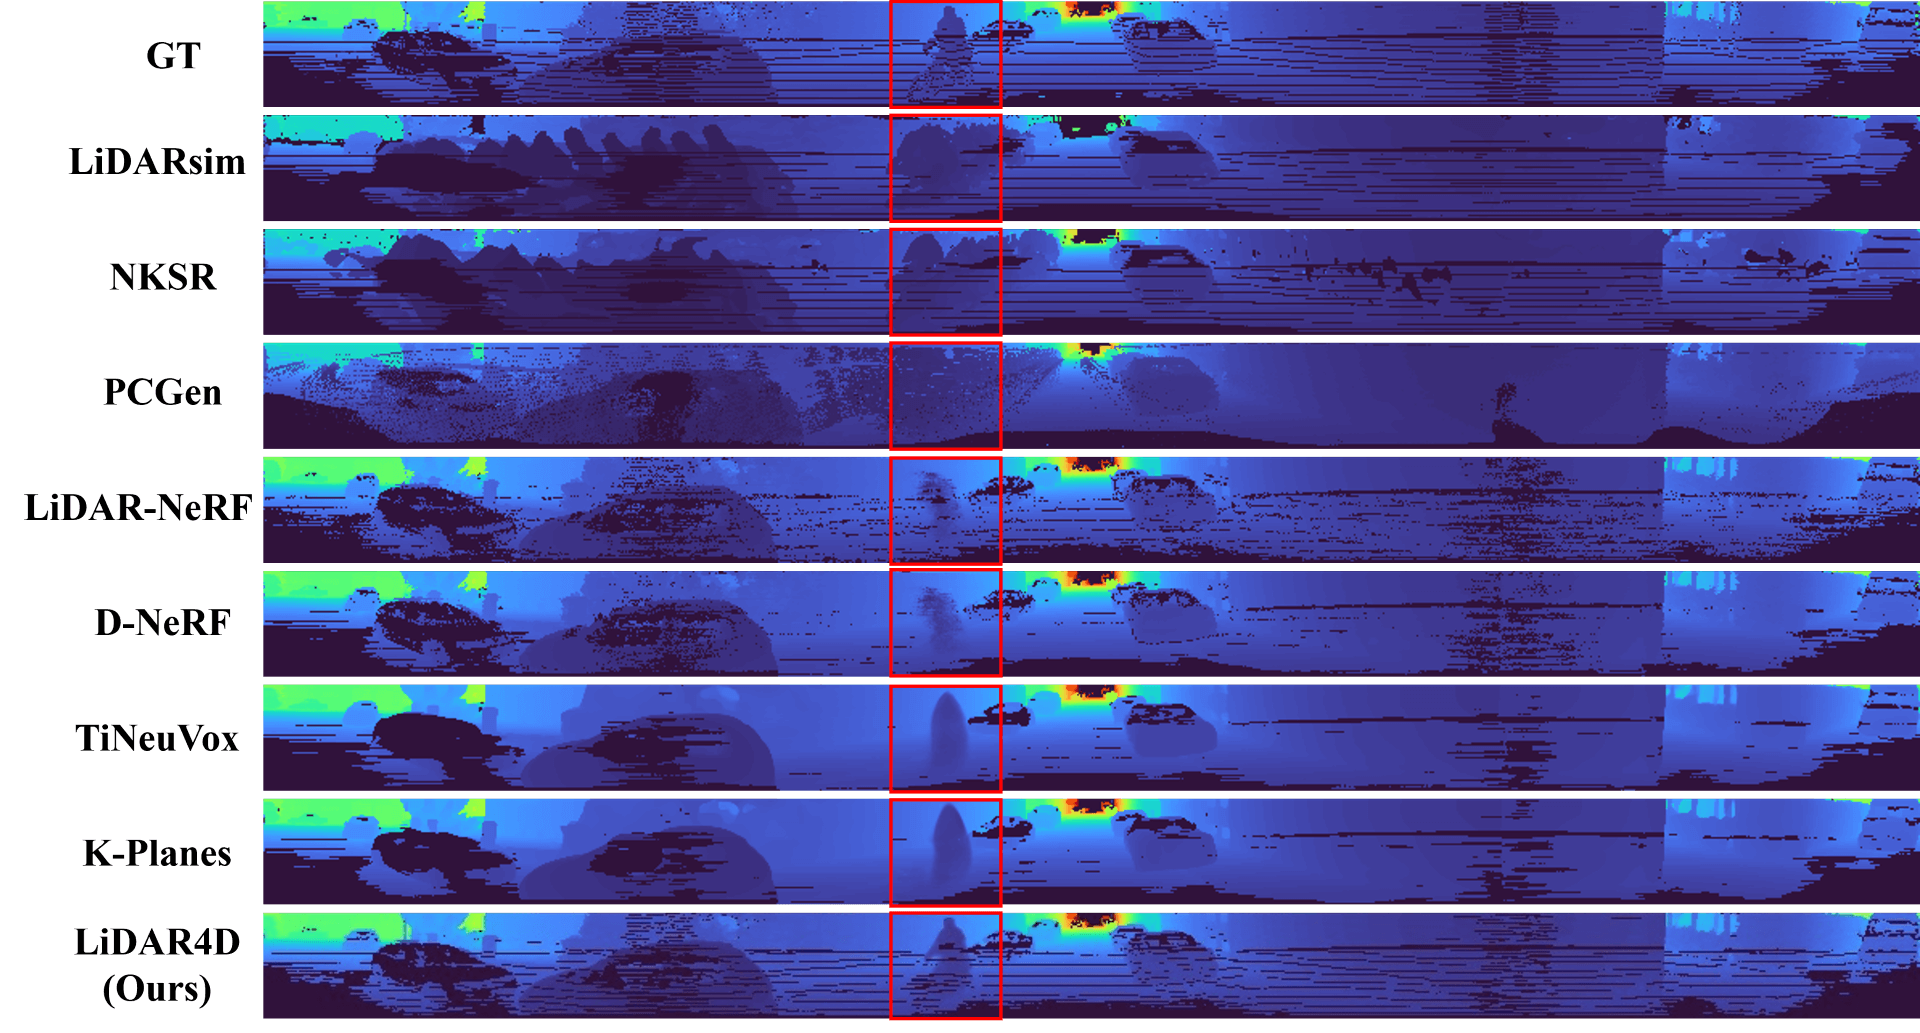 GT
LiDARsim
NKSR
PCGen
LiDAR-NeRF
D-NeRF
TiNeuVox
K-Planes
LiDAR4D
(Ours)